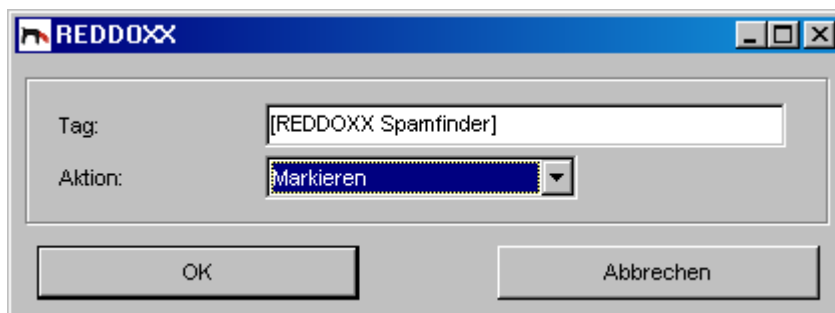 REDDOXX
Tag: [REDDOXX Spamfinder]
Aktion: Markieren
OK Abbrechen